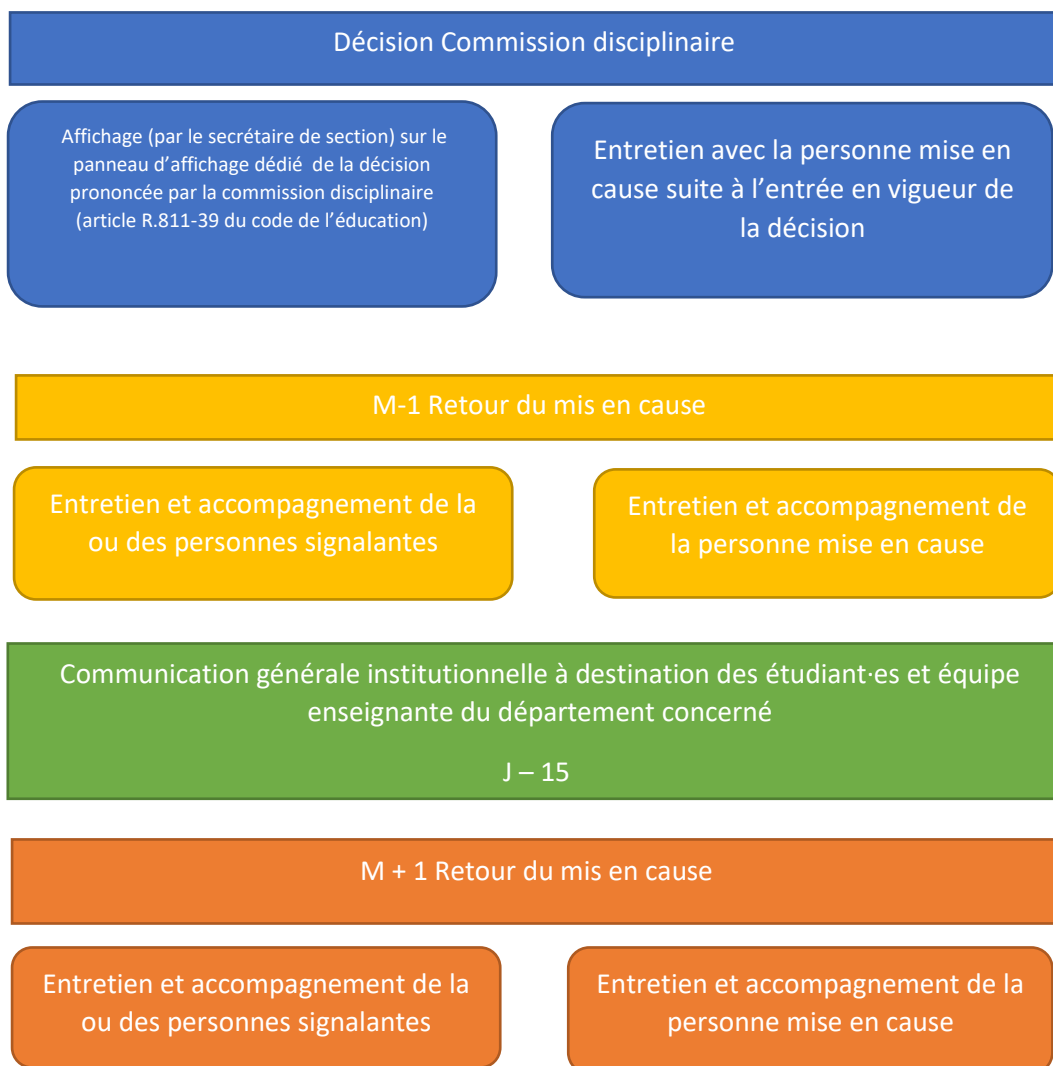 Décision Commission disciplinaire
Affichage (par le secrétaire de section) sur le
panneau d’affichage dédié  de la décision
prononcée par la commission disciplinaire
(article R.811-39 du code de l’éducation)
Entretien avec la personne mise en
cause suite à l’entrée en vigueur de
la décision
M-1 Retour du mis en cause
Entretien et accompagnement de la
ou des personnes signalantes
Entretien et accompagnement de
la personne mise en cause
Communication générale institutionnelle à destination des étudiant·es et équipe
enseignante du département concerné
J – 15
M + 1 Retour du mis en cause
Entretien et accompagnement de la
ou des personnes signalantes
Entretien et accompagnement de la
personne mise en cause